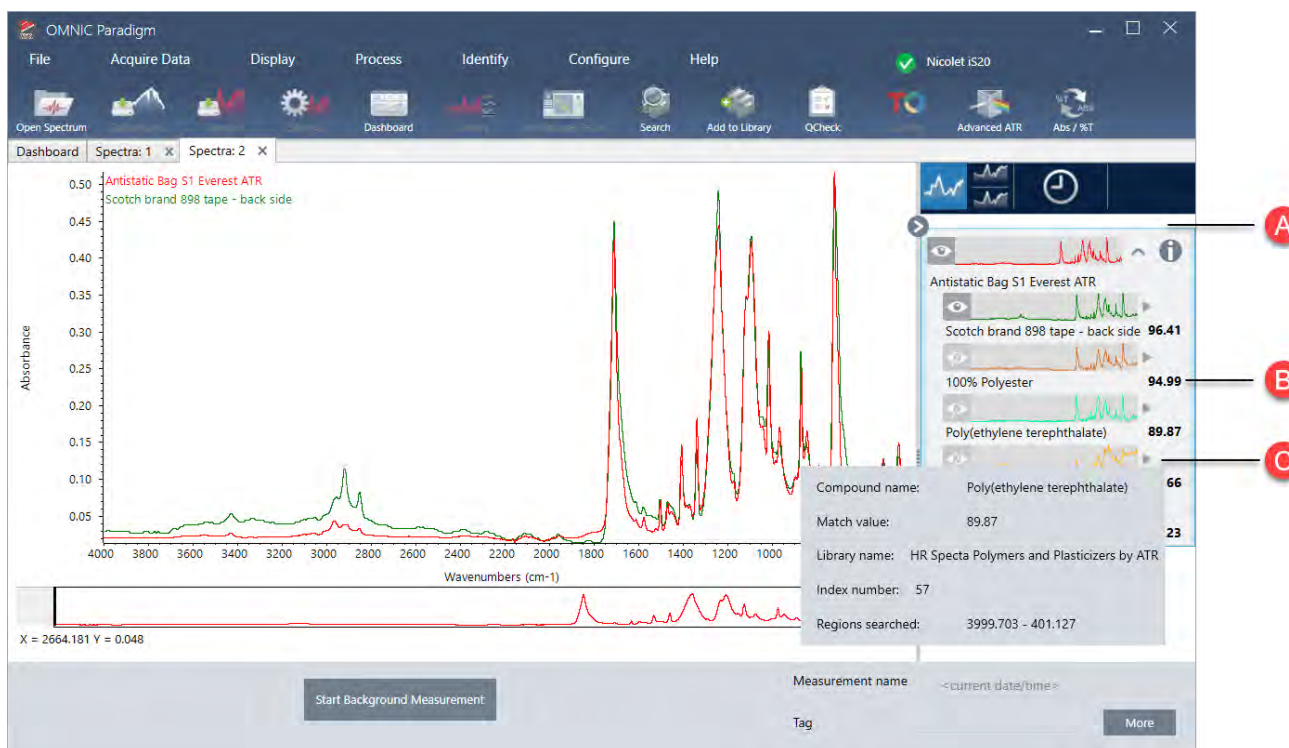 OMNIC Paradigm
File Acquire Data Display Process Identify Configure Help Nicolet iS20
TQ %T Abs
Open Spectrum Dashboard Search Add to Library QCheck Advanced ATR Abs / %T
Dashboard Spectra: 1 Spectra: 2
Antistatic Bag S1 Everest ATR
Scotch brand 898 tape - back side
0.50
0.45
0.40
0.35
0.30
0.25
0.20
0.15
0.10
0.05
Absorbance
4000 3800 3600 3400 3200 3000 2800 2600 2400 2200 2000 1800 1600 1400 1200 1000
Wavenumbers (cm-1)
X = 2664.181 Y = 0.048
A
Antistatic Bag S1 Everest ATR
Scotch brand 898 tape - back side 96.41
100% Polyester 94.99
B
Poly(ethylene terephthalate) 89.87
C
66
23
Compound name: Poly(ethylene terephthalate)
Match value: 89.87
Library name: HR Specta Polymers and Plasticizers by ATR
Index number: 57
Regions searched: 3999.703 - 401.127
Start Background Measurement
Measurement name <current date/time>
Tag
More